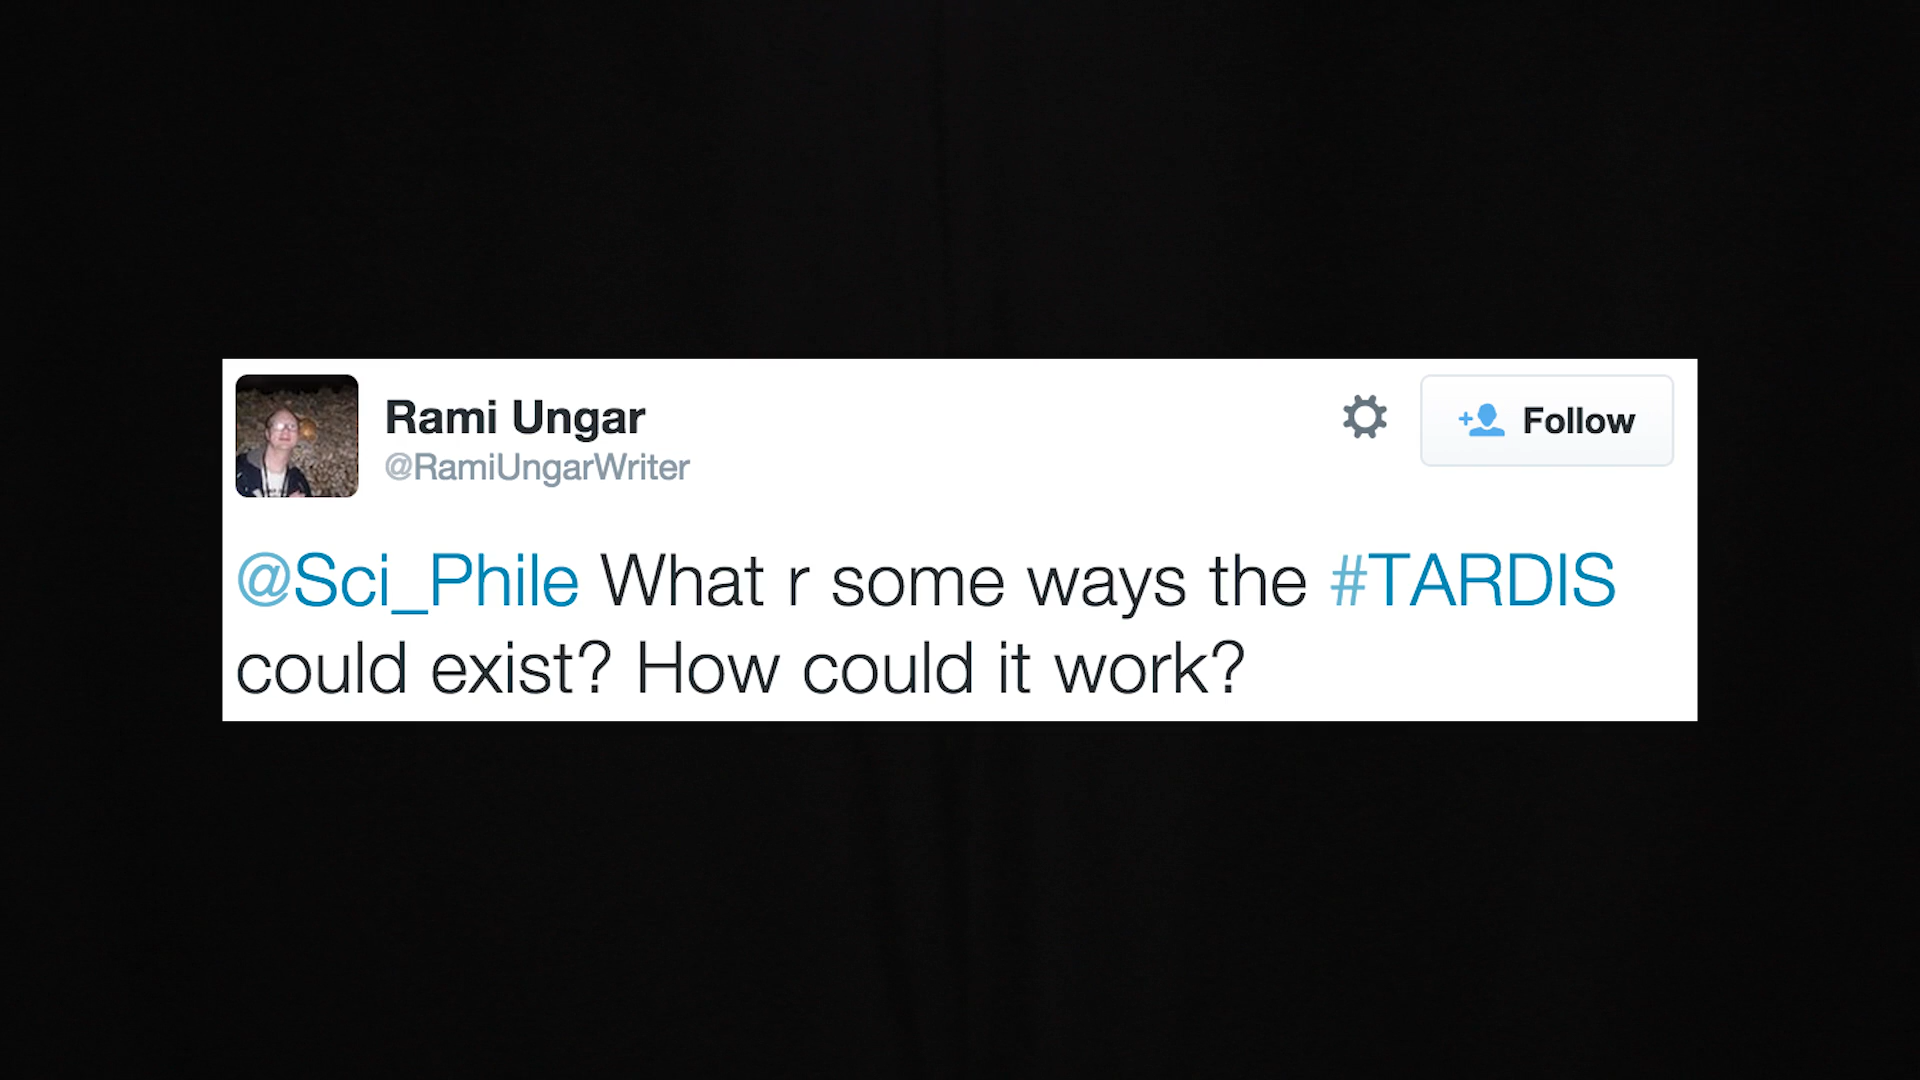 Rami Ungar
@RamiUngarWriter
Follow
@Sci_Phile What r some ways the #TARDIS
could exist? How could it work?